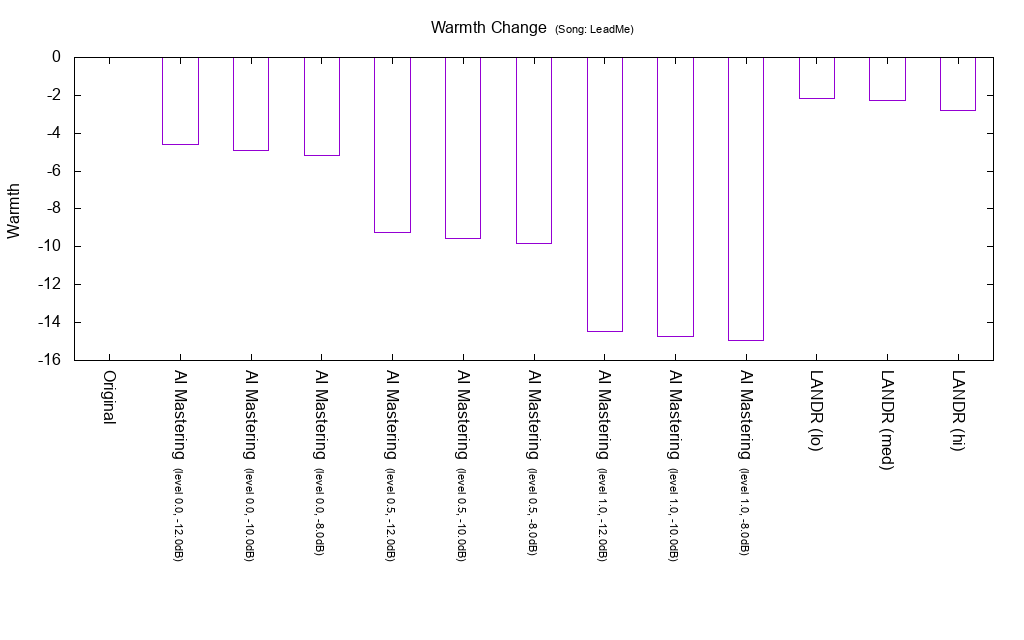 Warmth Change (Song: LeadMe)
Warmth
0
-2
-4
-6
-8
-10
-12
-14
-16
Original
AI Mastering (level 0.0, -12.0dB)
AI Mastering (level 0.0, -10.0dB)
AI Mastering (level 0.0, -8.0dB)
AI Mastering (level 0.5, -12.0dB)
AI Mastering (level 0.5, -10.0dB)
AI Mastering (level 0.5, -8.0dB)
AI Mastering (level 1.0, -12.0dB)
AI Mastering (level 1.0, -10.0dB)
AI Mastering (level 1.0, -8.0dB)
LANDR (lo)
LANDR (med)
LANDR (hi)